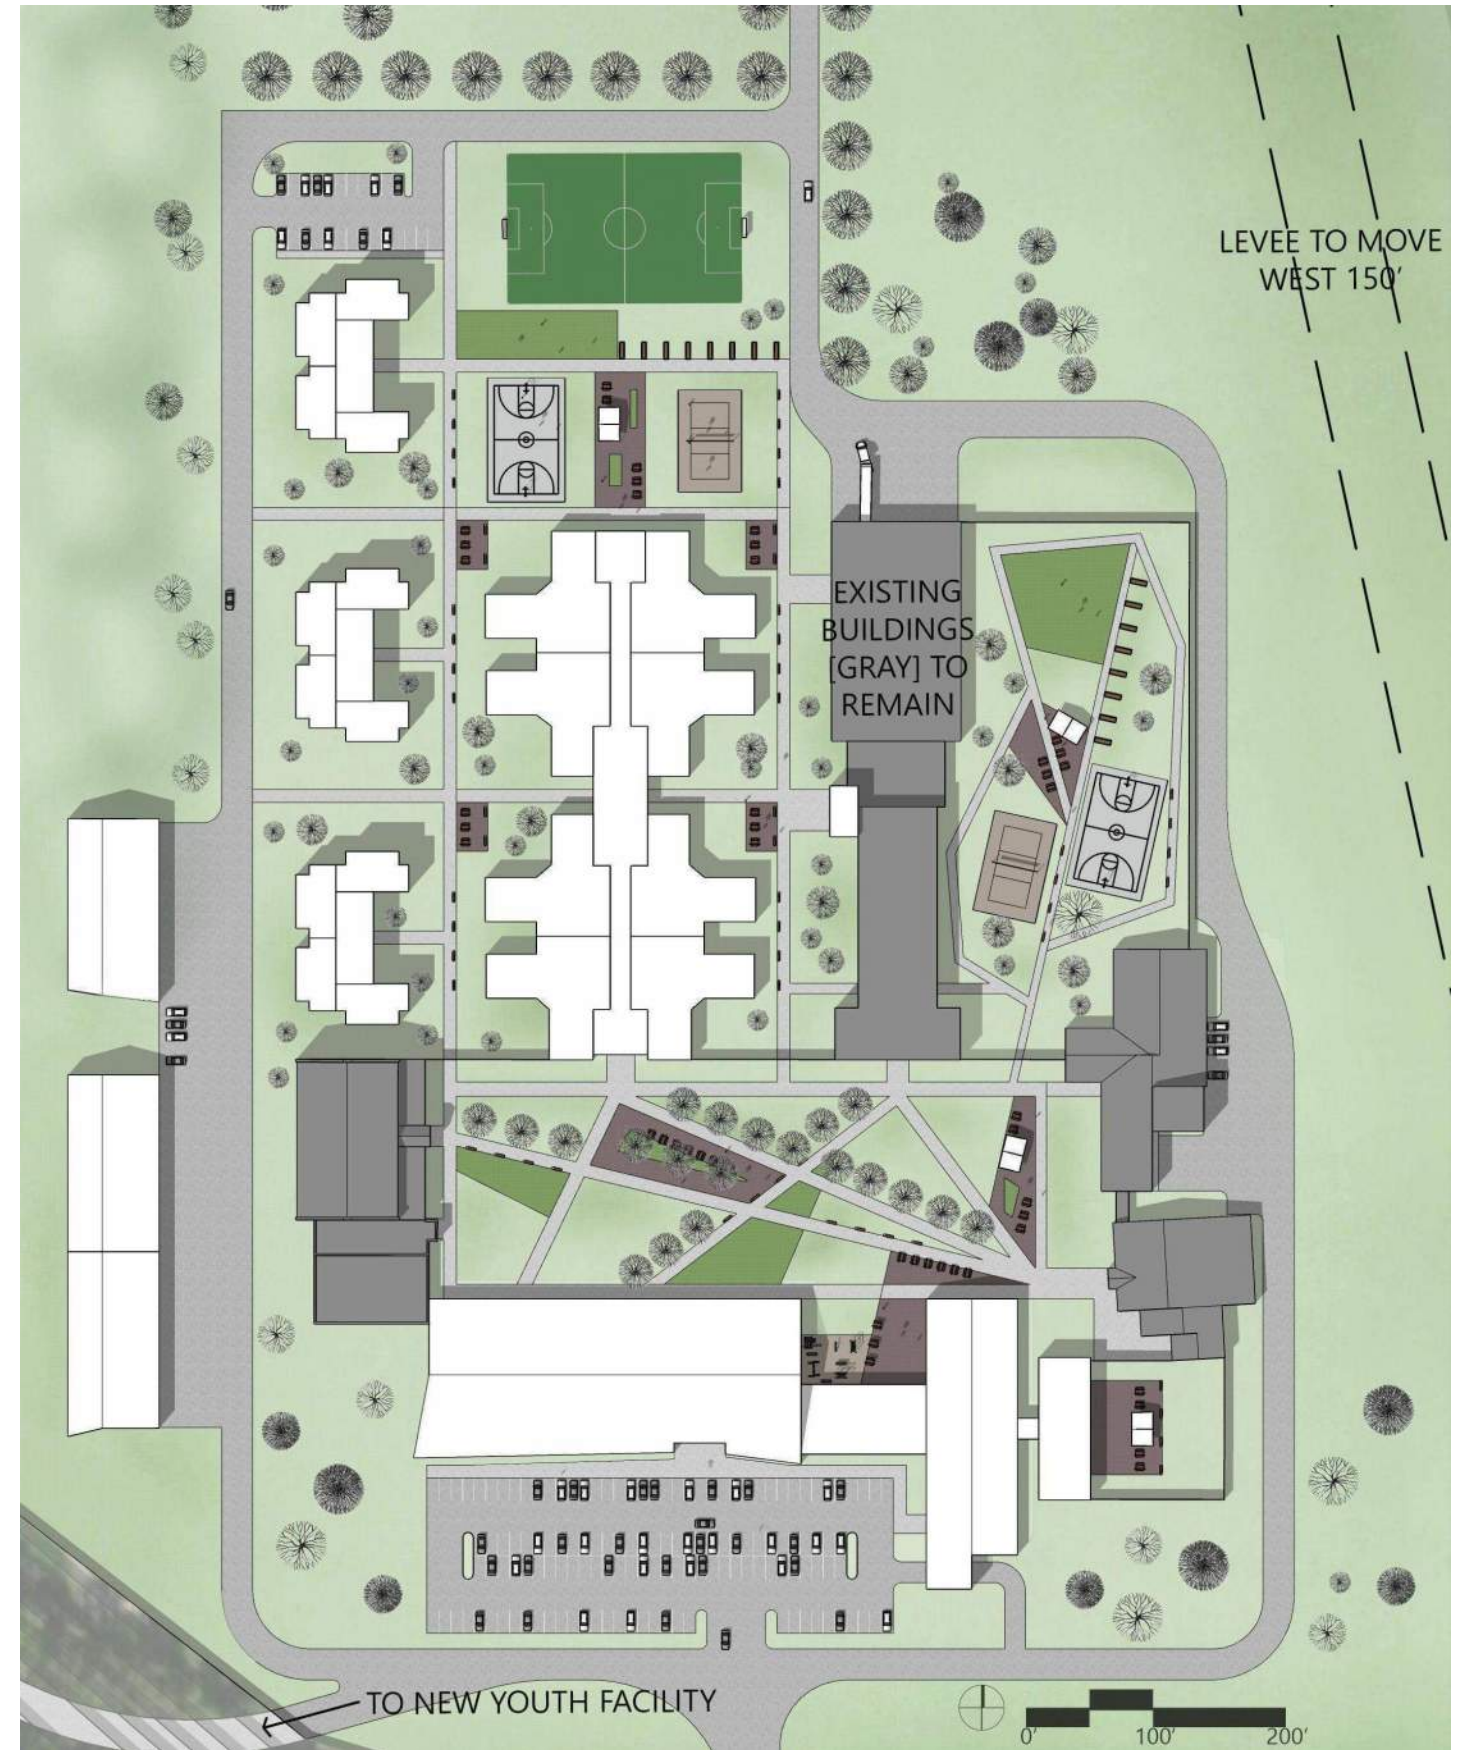 LEVEE TO MOVE
WEST 150'
EXISTING
BUILDINGS
[GRAY] TO
REMAIN
TO NEW YOUTH FACILITY
0' 100' 200'